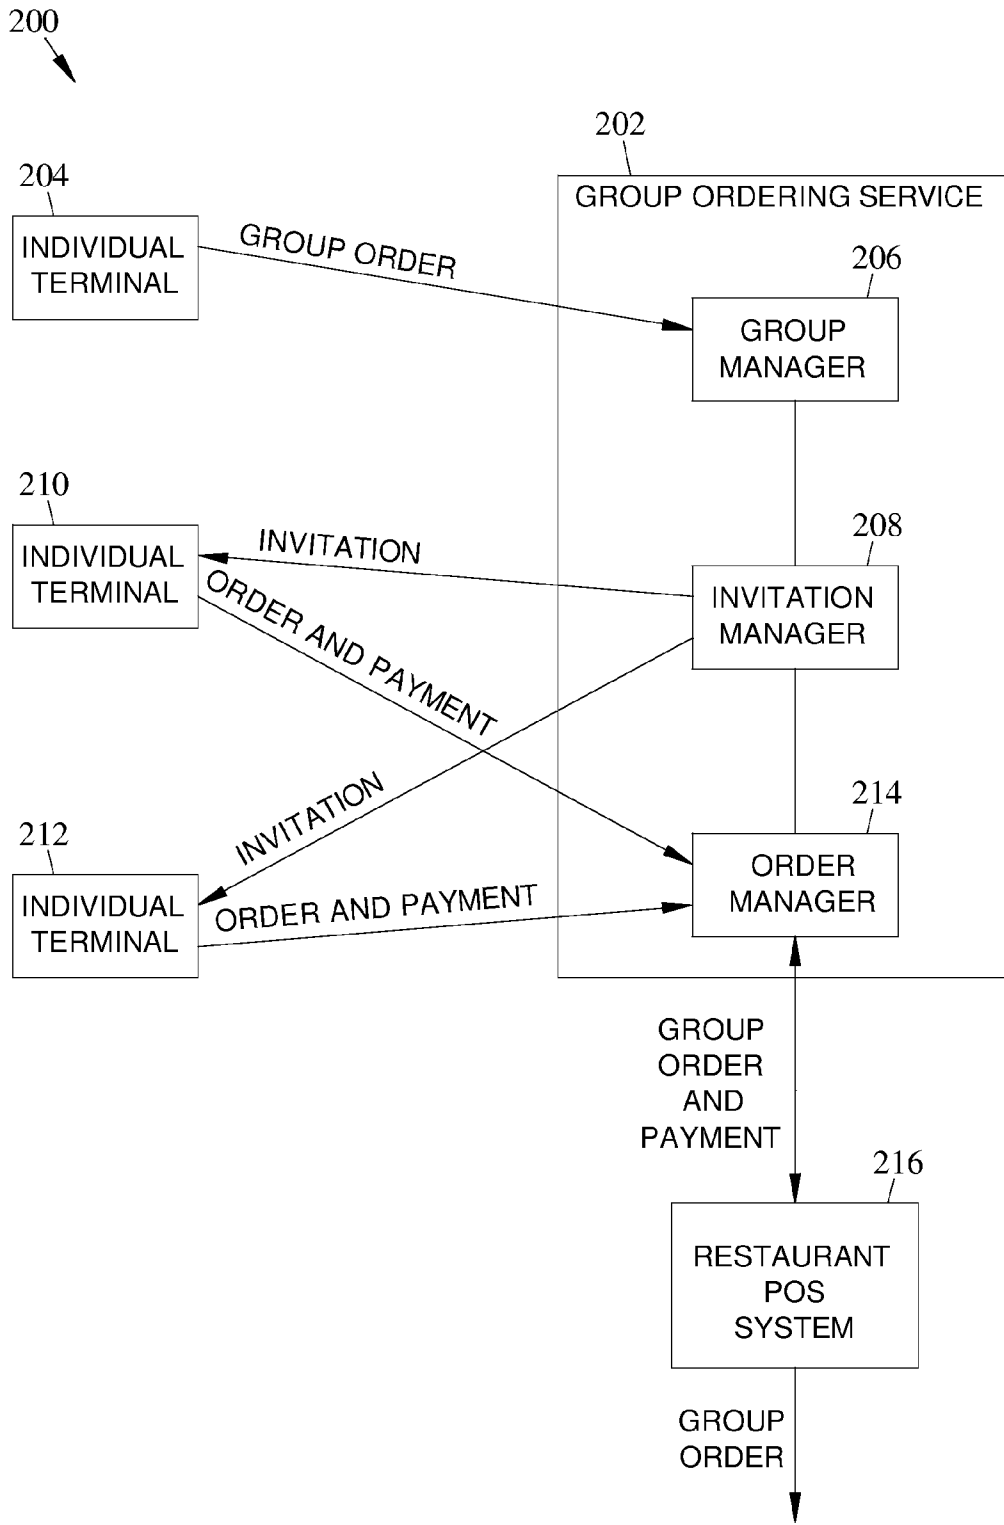 200
202
204
GROUP ORDERING SERVICE
INDIVIDUAL
TERMINAL
GROUP ORDER
206
GROUP
MANAGER
210
INDIVIDUAL
TERMINAL
INVITATION
208
INVITATION
MANAGER
ORDER AND PAYMENT
INVITATION
212
INDIVIDUAL
TERMINAL
ORDER AND PAYMENT
214
ORDER
MANAGER
GROUP
ORDER
AND
PAYMENT
216
RESTAURANT
POS
SYSTEM
GROUP
ORDER